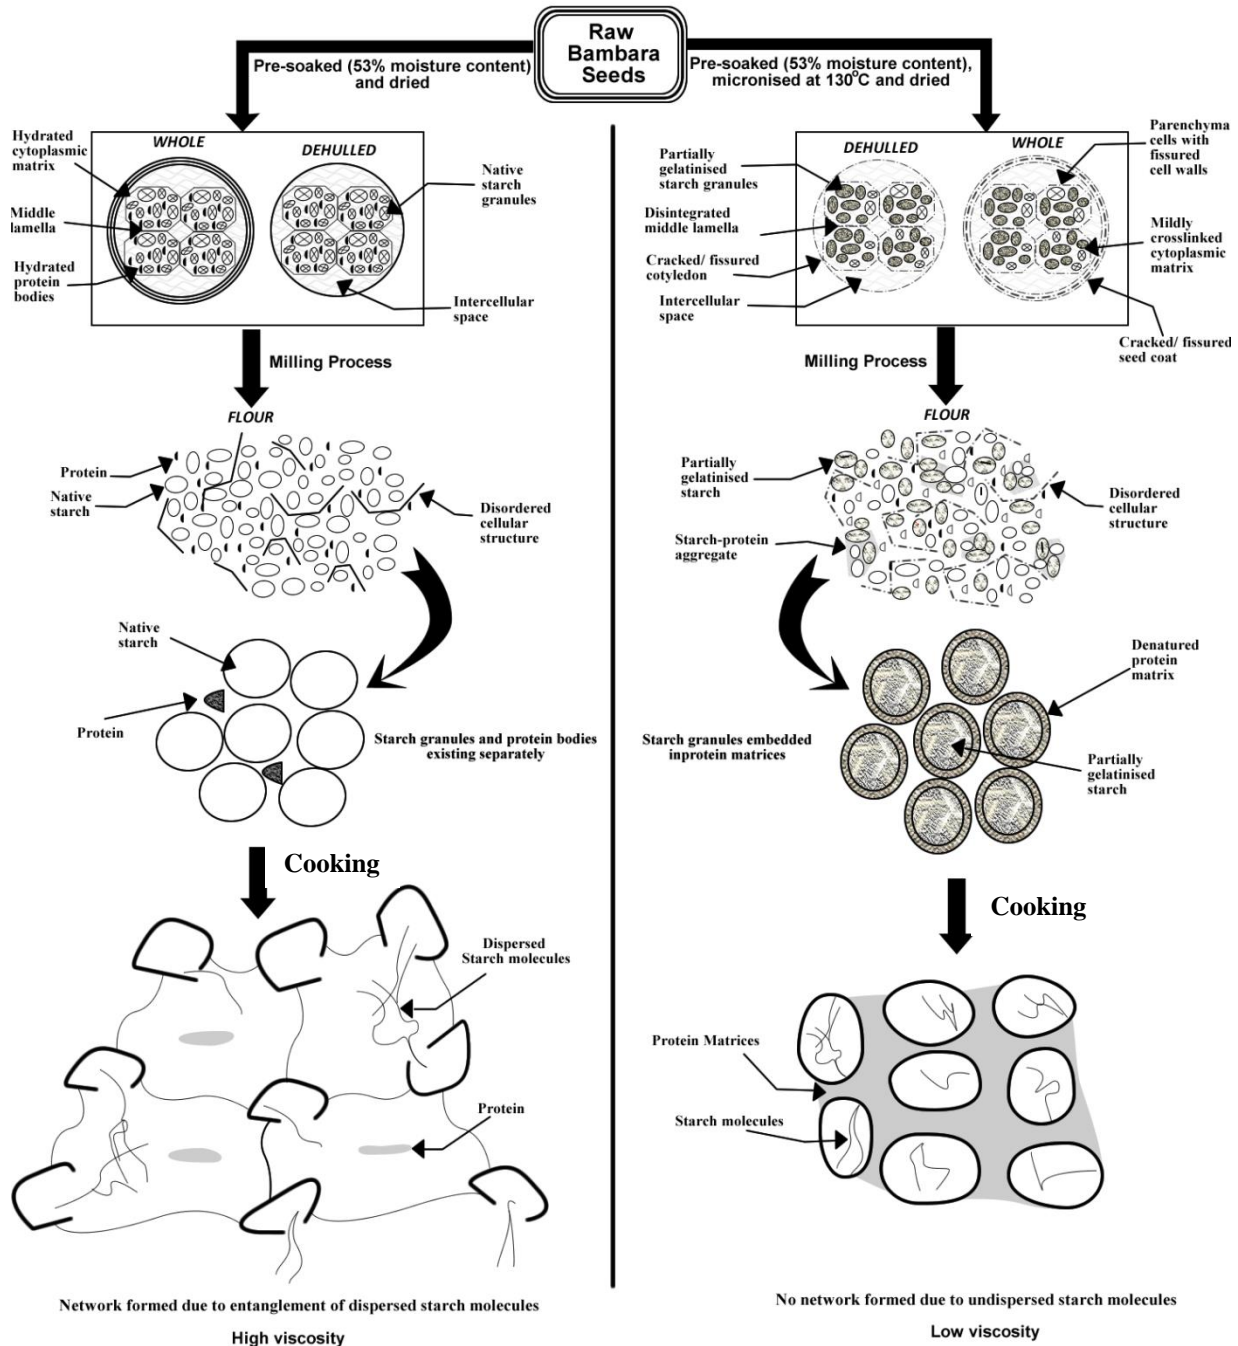 Raw
Bambara
Seeds
Pre-soaked (53% moisture content)
and dried
WHOLE
DEHULLED
Hydrated
cytoplasmic
matrix
Middle
lamella
Hydrated
protein
bodies
Native
starch
granules
Intercellular
space
Milling Process
FLOUR
Protein
Native
starch
Disordered
cellular
structure
Native
starch
Protein
Starch granules and protein bodies
existing separately
Cooking
Dispersed
Starch molecules
Protein
Network formed due to entanglement of dispersed starch molecules
High viscosity
Pre-soaked (53% moisture content),
micronised at 130°C and dried
DEHULLED
WHOLE
Partially
gelatinised
starch granules
Disintegrated
middle lamella
Cracked/ fissured
cotyledon
Intercellular
space
Parenchyma
cells with
fissured
cell walls
Mildly
crosslinked
cytoplasmic
matrix
Cracked/ fissured
seed coat
Milling Process
FLOUR
Partially
gelatinised
starch
Starch-protein
aggregate
Disordered
cellular
structure
Denatured
protein
matrix
Starch granules embedded
inprotein matrices
Partially
gelatinised
starch
Cooking
Protein Matrices
Starch molecules
No network formed due to undispersed starch molecules
Low viscosity